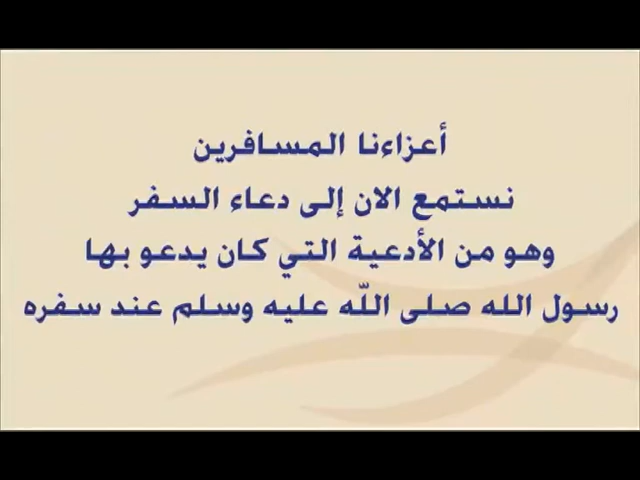 أعزاءنا المسافرين
نستمع الان إلى دعاء السفر
وهو من الأدعية التي كان يدعو بها
رسول الله صلى اللّه عليه وسلم عند سفره